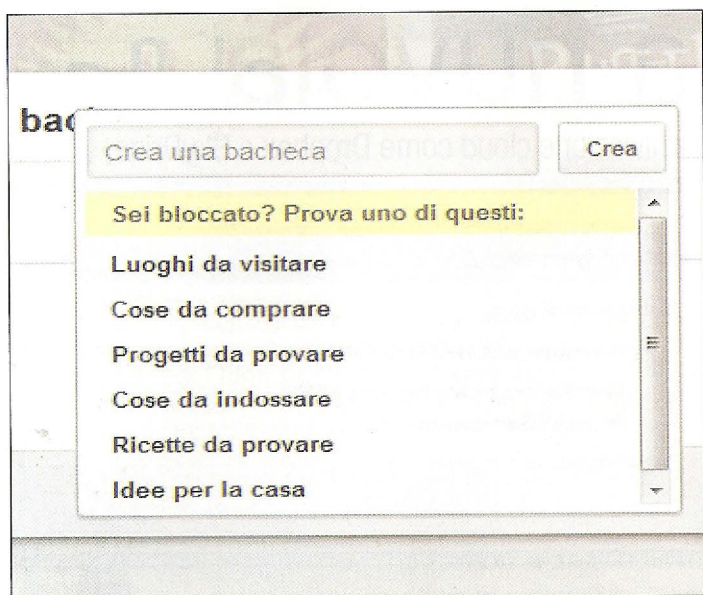 Crea una bacheca
Crea
Sei bloccato? Prova uno di questi:
Luoghi da visitare
Cose da comprare
Progetti da provare
Cose da indossare
Ricette da provare
Idee per la casa